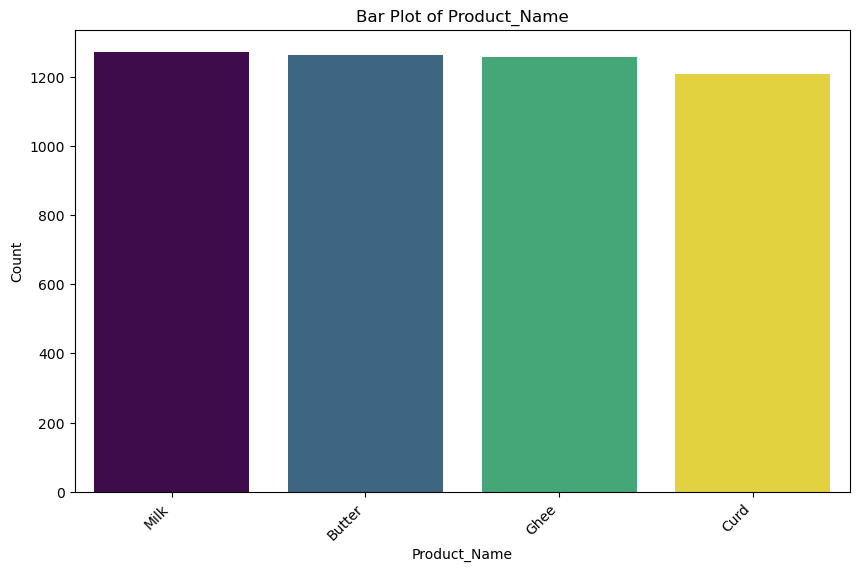 Bar Plot of Product_Name
Count
1200
1000
800
600
400
200
0
Milk
Butter
Ghee
Curd
Product_Name